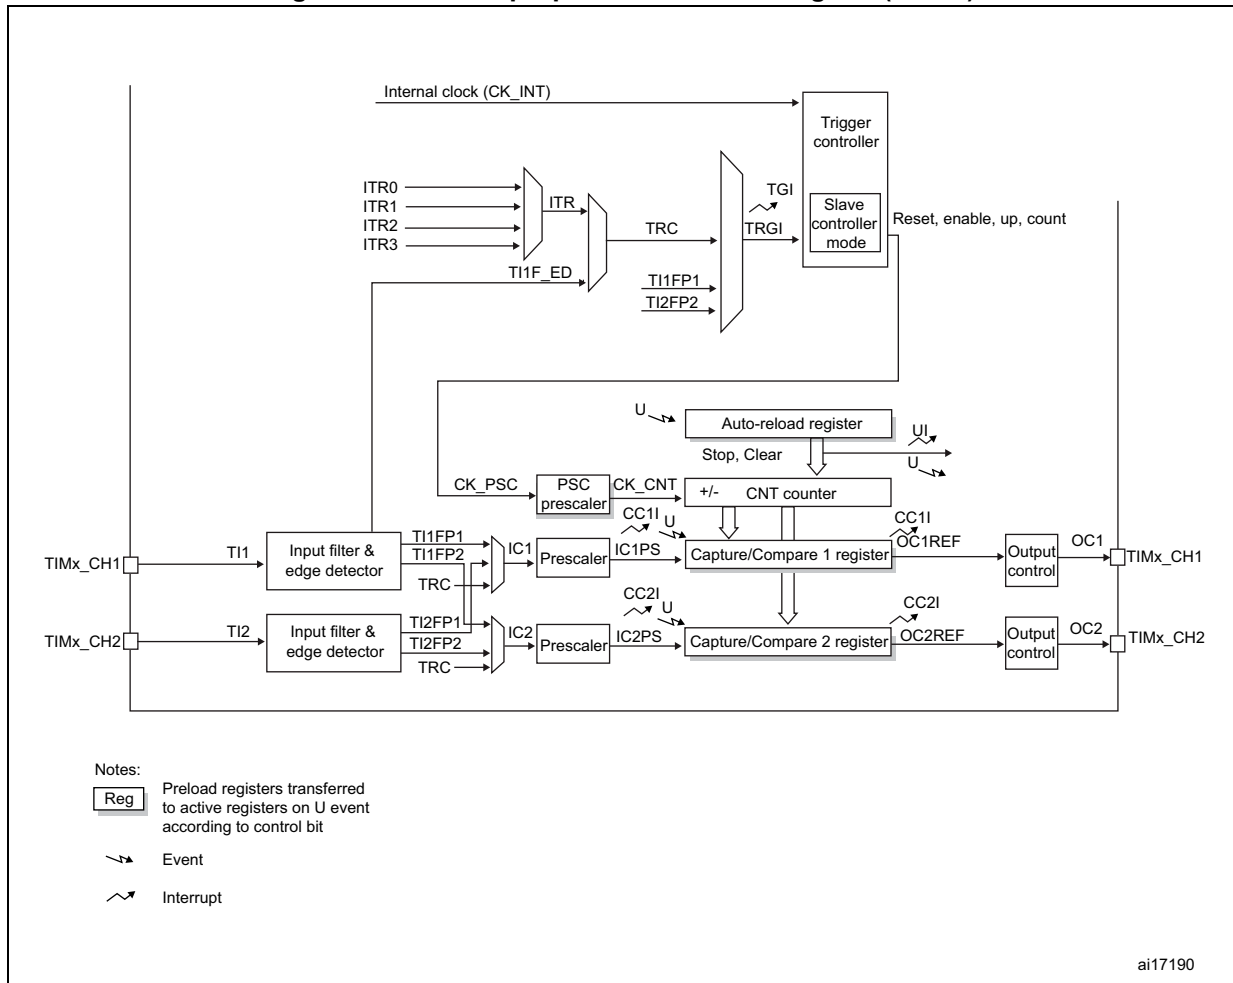 Internal clock (CK_INT)
Trigger
controller
ITR0
ITR1
ITR2
ITR3
ITR
TGI
TRC
TRGI
Slave
controller
mode
Reset, enable, up, count
TI1F_ED
TI1FP1
TI2FP2
U
Auto-reload register
UI
Stop, Clear
U
CK_PSC
PSC
prescaler
CK_CNT
+/-
CNT counter
CC1I
U
CC1I
TIMx_CH1
TI1
Input filter &
edge detector
TI1FP1
TI1FP2
TRC
IC1
Prescaler
IC1PS
Capture/Compare 1 register
OC1REF
Output
control
OC1
TIMx_CH1
CC2I
U
CC2I
TIMx_CH2
TI2
Input filter &
edge detector
TI2FP1
TI2FP2
TRC
IC2
Prescaler
IC2PS
Capture/Compare 2 register
OC2REF
Output
control
OC2
TIMx_CH2
Notes:
Reg
Preload registers transferred
to active registers on U event
according to control bit
Event
Interrupt
ai17190